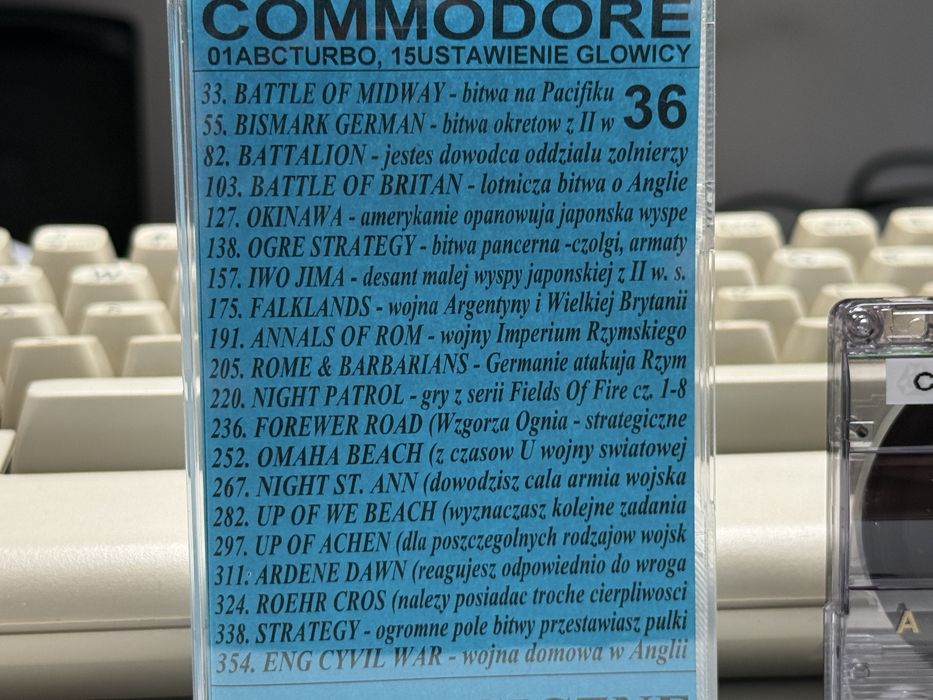 COMMODORE
01ABCTURBO, 15USTAWIENIE GLOWICY
36
33. BATTLE OF MIDWAY - bitwa na Pacifiku
55. BISMARK GERMAN - bitwa okretow z II w
82. BATTALION - jestes dowodca oddzialu zolnierzy
103. BATTLE OF BRITAN - lotnicza bitwa o Anglie
127. OKINAWA - amerykanie opanowuja japonska wyspe
138. OGRE STRATEGY - bitwa pancerna -czolgi, armaty
157. IWO JIMA - desant malej wyspy japonskiej z II w. s.
175. FALKLANDS - wojna Argentyny i Wielkiej Brytanii
191. ANNALS OF ROM - wojny Imperium Rzymskiego
205. ROME & BARBARIANS - Germanie atakuja Rzym
220. NIGHT PATROL - gry z serii Fields Of Fire cz. 1-8
236. FOREWER ROAD (Wzgorza Ognia - strategiczne
252. OMAHA BEACH (z czasow U wojny swiatowej
267. NIGHT ST. ANN (dowodzisz cala armia wojska
282. UP OF WE BEACH (wyznaczasz kolejne zadania
297. UP OF ACHEN (dla poszczegolnych rodzajow wojsk
311. ARDENE DAWN (reagujesz odpowiednio do wroga
324. ROEHR CROS (nalezy posiadac troche cierpliwosci
338. STRATEGY - ogromne pole bitwy przestawiasz pulki
354. ENG CYVIL WAR - wojna domowa w Anglii
A